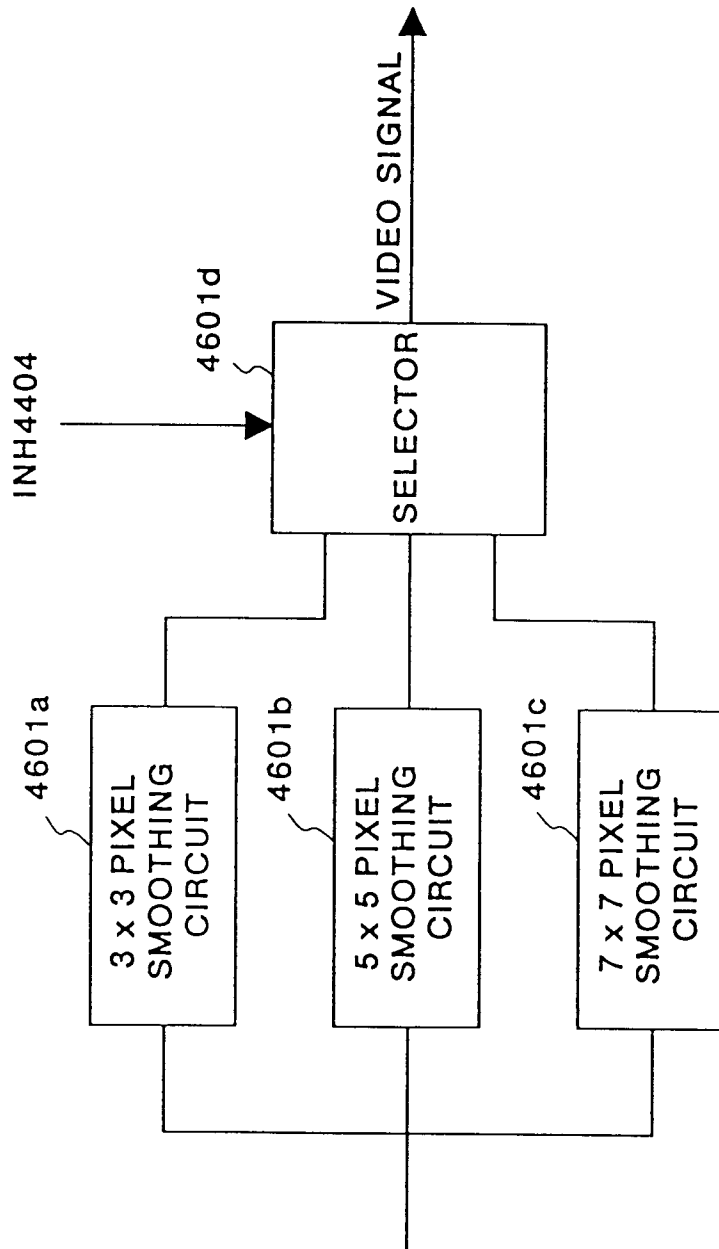 4601a
3 x 3 PIXEL
SMOOTHING
CIRCUIT
4601b
5 x 5 PIXEL
SMOOTHING
CIRCUIT
4601c
7 x 7 PIXEL
SMOOTHING
CIRCUIT
INH4404
4601d
SELECTOR
VIDEO SIGNAL